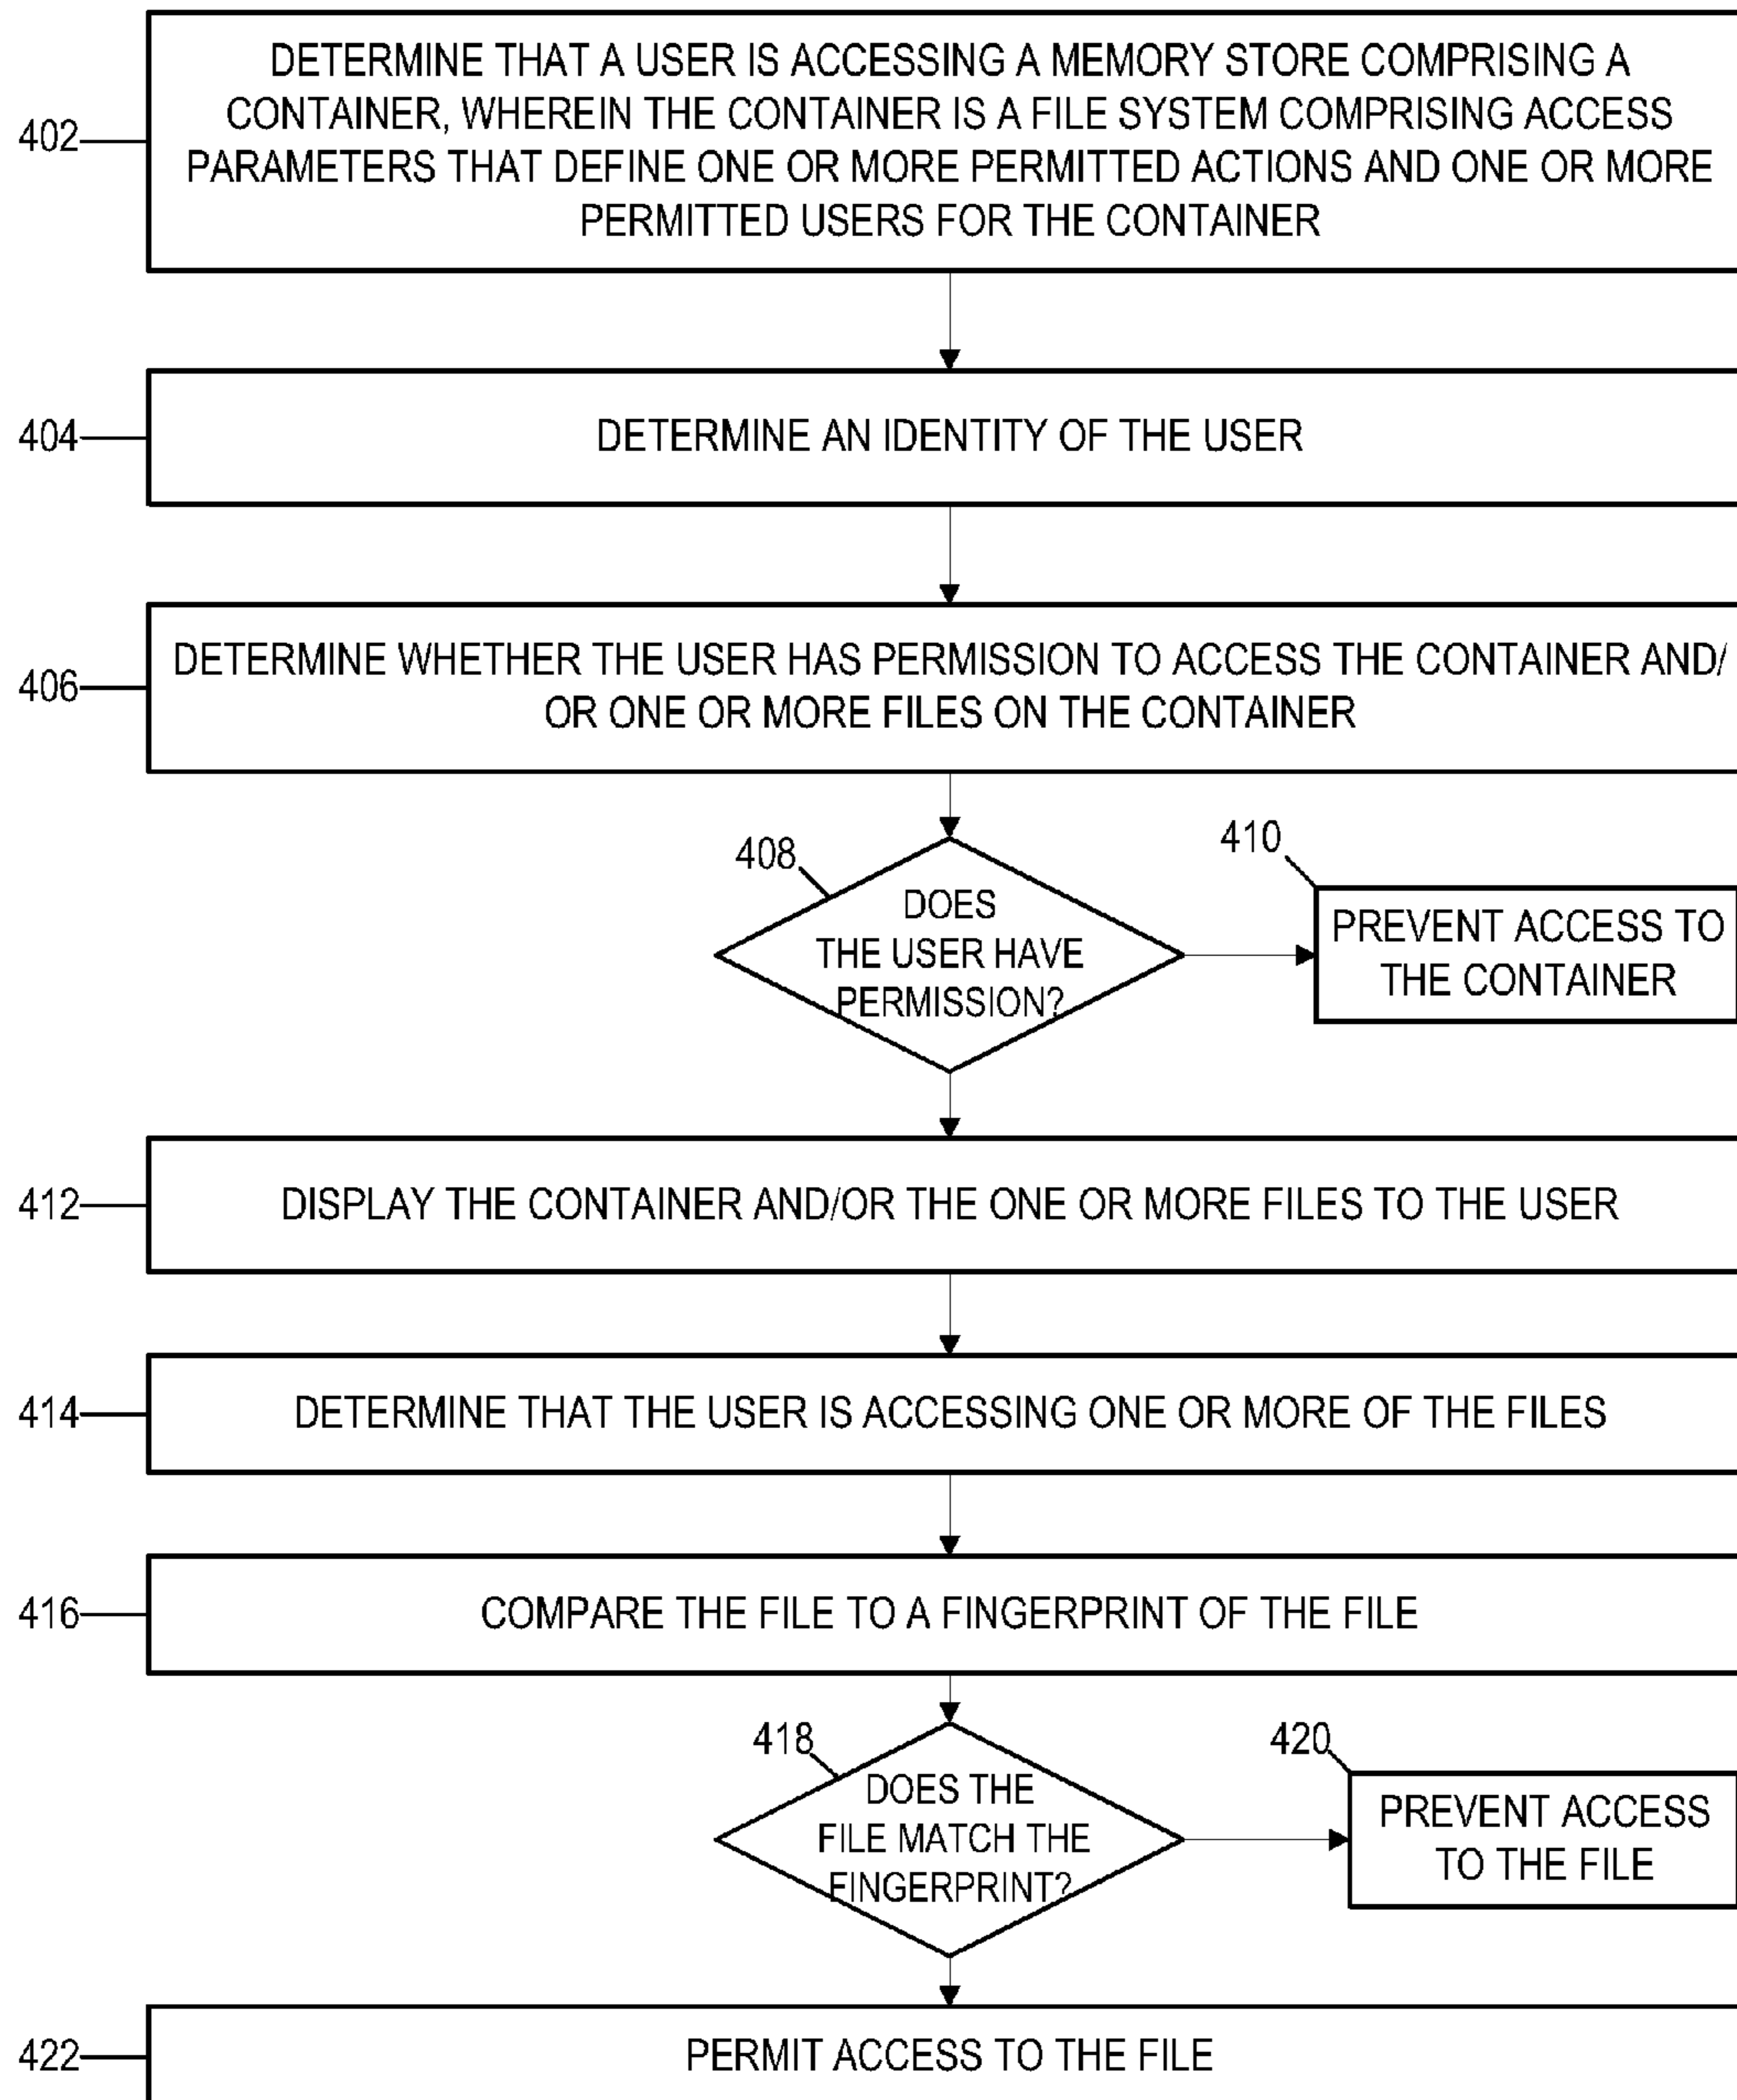 402
DETERMINE THAT A USER IS ACCESSING A MEMORY STORE COMPRISING A
CONTAINER, WHEREIN THE CONTAINER IS A FILE SYSTEM COMPRISING ACCESS
PARAMETERS THAT DEFINE ONE OR MORE PERMITTED ACTIONS AND ONE OR MORE
PERMITTED USERS FOR THE CONTAINER
404
DETERMINE AN IDENTITY OF THE USER
406
DETERMINE WHETHER THE USER HAS PERMISSION TO ACCESS THE CONTAINER AND/
OR ONE OR MORE FILES ON THE CONTAINER
408
DOES
THE USER HAVE
PERMISSION?
410
PREVENT ACCESS TO
THE CONTAINER
412
DISPLAY THE CONTAINER AND/OR THE ONE OR MORE FILES TO THE USER
414
DETERMINE THAT THE USER IS ACCESSING ONE OR MORE OF THE FILES
416
COMPARE THE FILE TO A FINGERPRINT OF THE FILE
418
DOES THE
FILE MATCH THE
FINGERPRINT?
420
PREVENT ACCESS
TO THE FILE
422
PERMIT ACCESS TO THE FILE